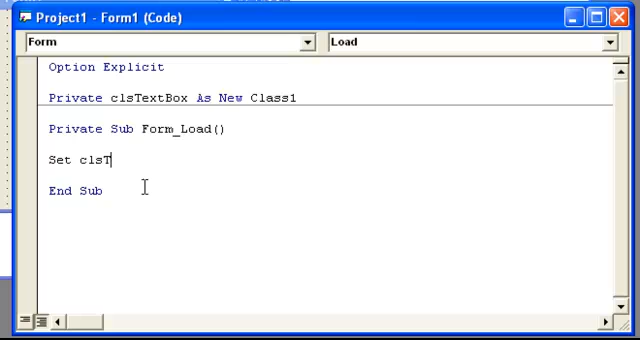 Project1 - Form1 (Code)
Form Load
Option Explicit
Private clsTextBox As New Class1
Private Sub Form_Load()
Set clsT
End Sub